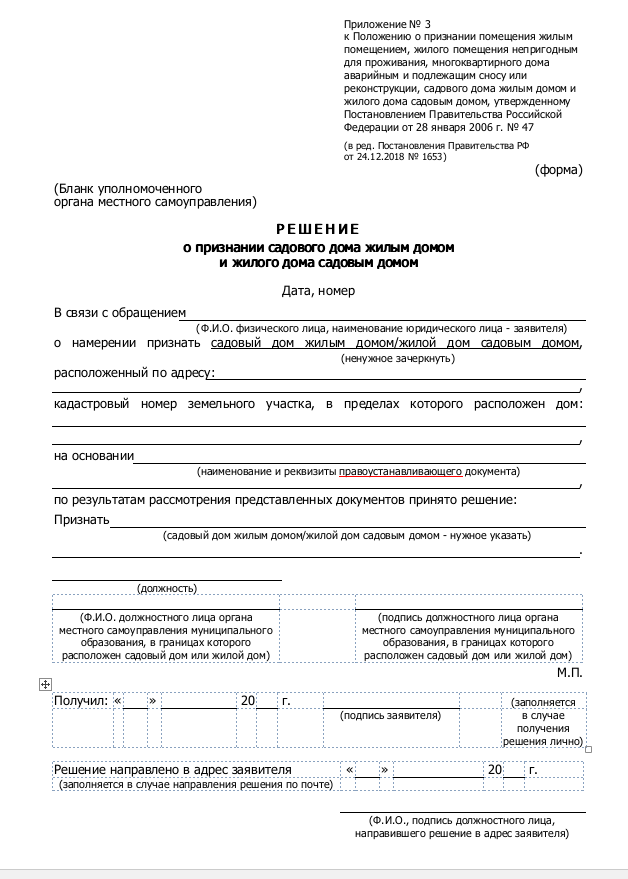 Приложение № 3
к Положению о признании помещения жилым
помещением, жилого помещения непригодным
для проживания, многоквартирного дома
аварийным и подлежащим сносу или
реконструкции, садового дома жилым домом и
жилого дома садовым домом, утвержденному
Постановлением Правительства Российской
Федерации от 28 января 2006 г. № 47
(в ред. Постановления Правительства РФ
от 24.12.2018 № 1653)
(форма)
(Бланк уполномоченного
органа местного самоуправления)
РЕШЕНИЕ
о признании садового дома жилым домом
и жилого дома садовым домом
Дата, номер
В связи с обращением
(Ф.И.О. физического лица, наименование юридического лица - заявителя)
о намерении признать садовый дом жилым домом/жилой дом садовым домом,
(ненужное зачеркнуть)
расположенный по адресу:
,
кадастровый номер земельного участка, в пределах которого расположен дом:
,
на основании
(наименование и реквизиты правоустанавливающего документа)
,
по результатам рассмотрения представленных документов принято решение:
Признать
(садовый дом жилым домом/жилой дом садовым домом - нужное указать)
.
(должность)
(Ф.И.О. должностного лица органа
местного самоуправления муниципального
образования, в границах которого
расположен садовый дом или жилой дом)
(подпись должностного лица органа
местного самоуправления муниципального
образования, в границах которого
расположен садовый дом или жилой дом)
М.П.
Получил: « » 20 г.
(подпись заявителя)
(заполняется
в случае
получения
решения лично)
Решение направлено в адрес заявителя « » 20 г.
(заполняется в случае направления решения по почте)
(Ф.И.О., подпись должностного лица,
направившего решение в адрес заявителя)